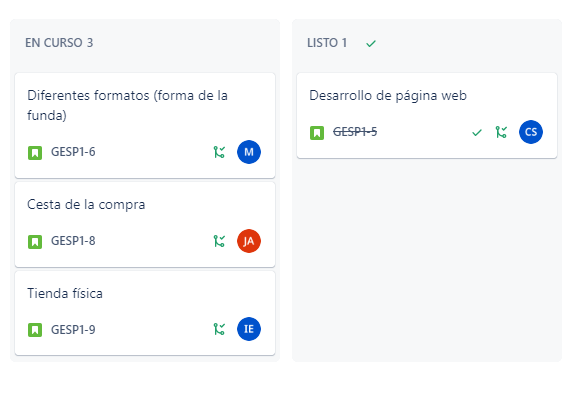 EN CURSO 3
Diferentes formatos (forma de la
funda)
GESP1-6
M
Cesta de la compra
GESP1-8
JA
Tienda física
GESP1-9
IE
LISTO 1
Desarrollo de página web
GESP1-5
CS